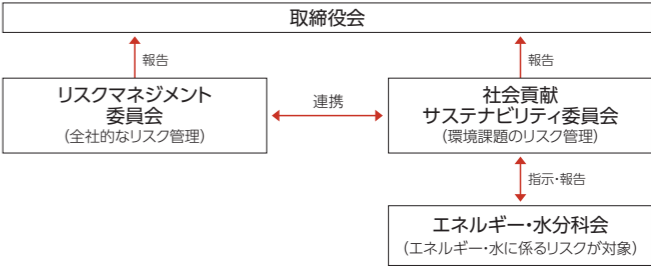 取締役会
報告
報告
リスクマネジメント
委員会
(全社的なリスク管理)
連携
社会貢献
サステナビリティ委員会
(環境課題のリスク管理)
指示・報告
エネルギー・水分科会
(エネルギー・水に係るリスクが対象)